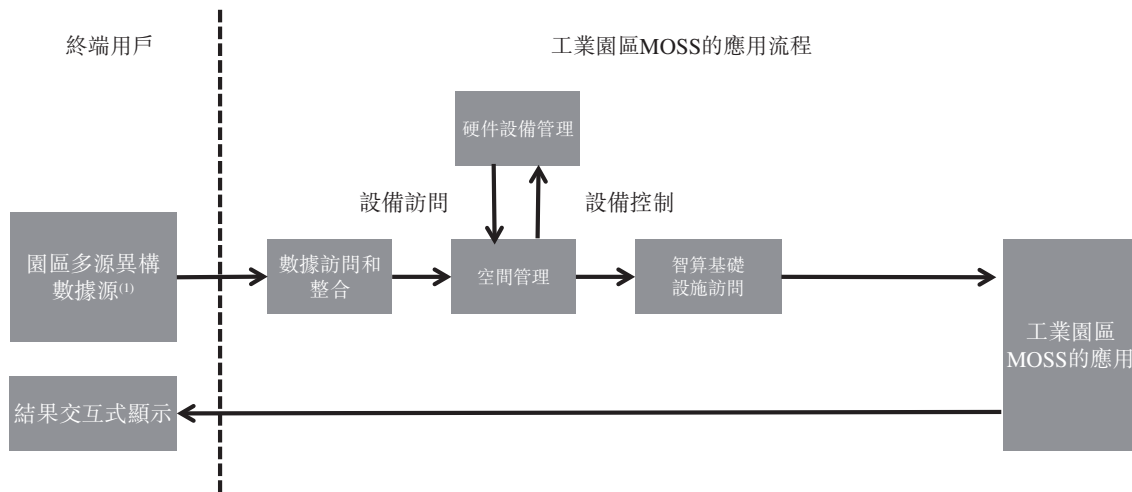 終端用戶
工業園區MOSS的應用流程
硬件設備管理
設備訪問
設備控制
園區多源異構
數據源(1)
數據訪問和
整合
空間管理
智算基礎
設施訪問
工業園區
MOSS的應用
結果交互式顯示